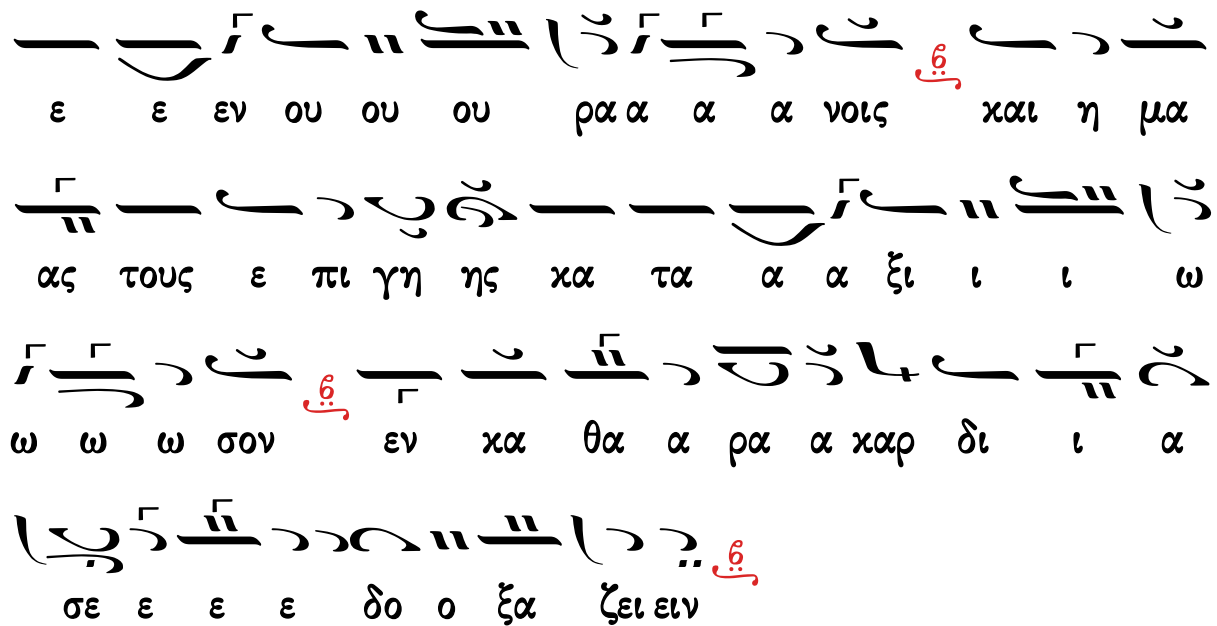 ε ε εν ου ου ου ρα α α α νοις και η μα
ας τους ε πι γη ης κα τα α α ξι ι ι ω
ω ω ω σον εν κα θα α ρα α καρ δι ι α
σε ε ε ε δο ο ξα ζει ειν